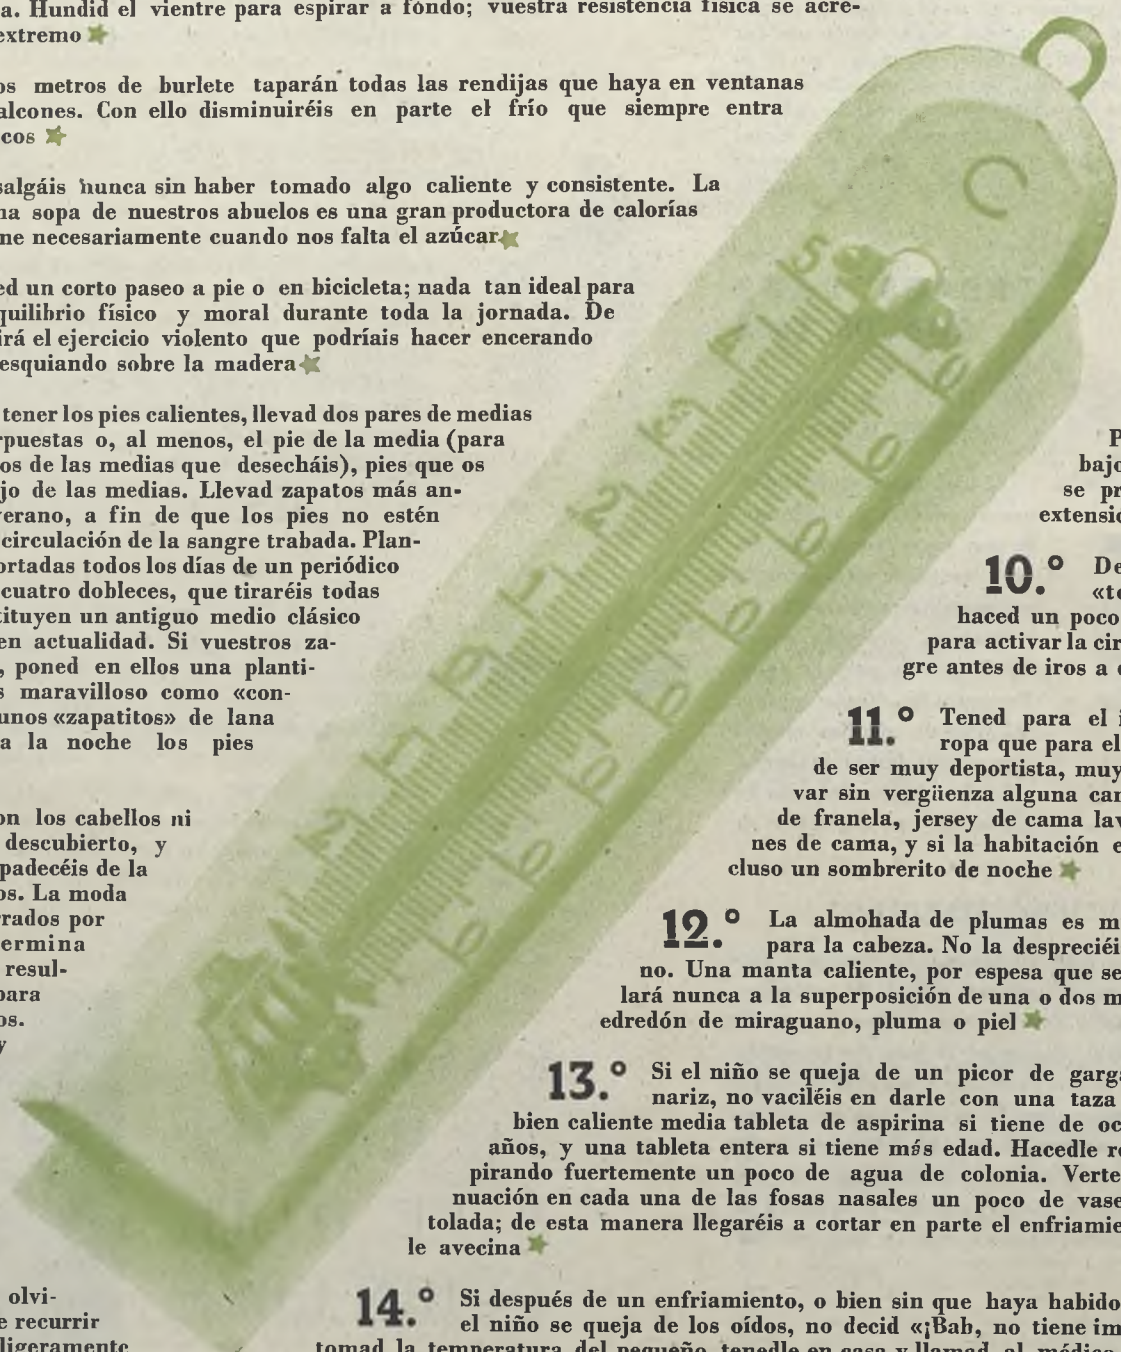 a. Hundid el vientre para espirar a fondo; vuestra resistencia física se acre-
extremo
os metros de burlete taparán todas las rendijas que haya en ventanas
alcones. Con ello disminuiréis en parte el frío que siempre entra
cos
salgáis nunca sin haber tomado algo caliente y consistente. La
na sopa de nuestros abuelos es una gran productora de calorías
ne necesariamente cuando nos falta el azúcar
ed un corto paseo a pie o en bicicleta; nada tan ideal para
quilibrio físico y moral durante toda la jornada. De
irá el ejercicio violento que podríais hacer encerando
esquiando sobre la madera
tener los pies calientes, llevad dos pares de medias
rpuestas o, al menos, el pie de la media (para
os de las medias que desecháis), pies que os
jo de las medias. Llevad zapatos más an-
verano, a fin de que los pies no estén
circulación de la sangre trabada. Plan-
ortadas todos los días de un periódico
cuatro dobleces, que tiraréis todas
tituyen un antiguo medio clásico
en actualidad. Si vuestros za-
, poned en ellos una planti-
s maravilloso como «con-
unos «zapatitos» de lana
a la noche los pies
on los cabellos ni
descubierto, y
padecéis de la
os. La moda
rrados por
ermina
resul-
para
os.
y
olvi-
e recurrir
ligeramente
C
5
4
3
2
1
0
1
2
P
bajo
se pr
extensio
10.° De
«to
haced un poco
para activar la cir
gre antes de iros a c
11.° Tened para el i
ropa que para el
de ser muy deportista, muy
var sin vergüenza alguna cam
de franela, jersey de cama lav
nes de cama, y si la habitación e
cluso un sombrerito de noche
12.° La almohada de plumas es m
para la cabeza. No la despreciéi
no. Una manta caliente, por espesa que se
lará nunca a la superposición de una o dos m
edredón de miraguano, pluma o piel
13.° Si el niño se queja de un picor de garga
nariz, no vaciléis en darle con una taza
bien caliente media tableta de aspirina si tiene de oc
años, y una tableta entera si tiene más edad. Hacedle re
pirando fuertemente un poco de agua de colonia. Verte
nuación en cada una de las fosas nasales un poco de vase
tolada; de esta manera llegaréis a cortar en parte el enfriamie
le avecina
14.° Si después de un enfriamiento, o bien sin que haya habido
el niño se queja de los oídos, no decid «¡Bah, no tiene im
tomad la temperatura del pequeño, tenedle en casa y llamad al médico